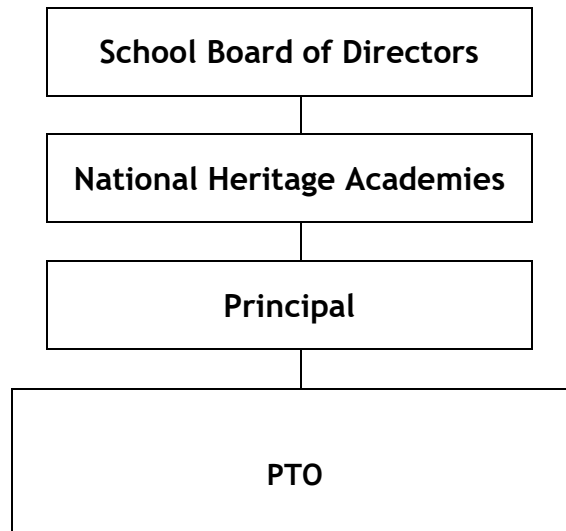 School Board of Directors
National Heritage Academies
Principal
PTO